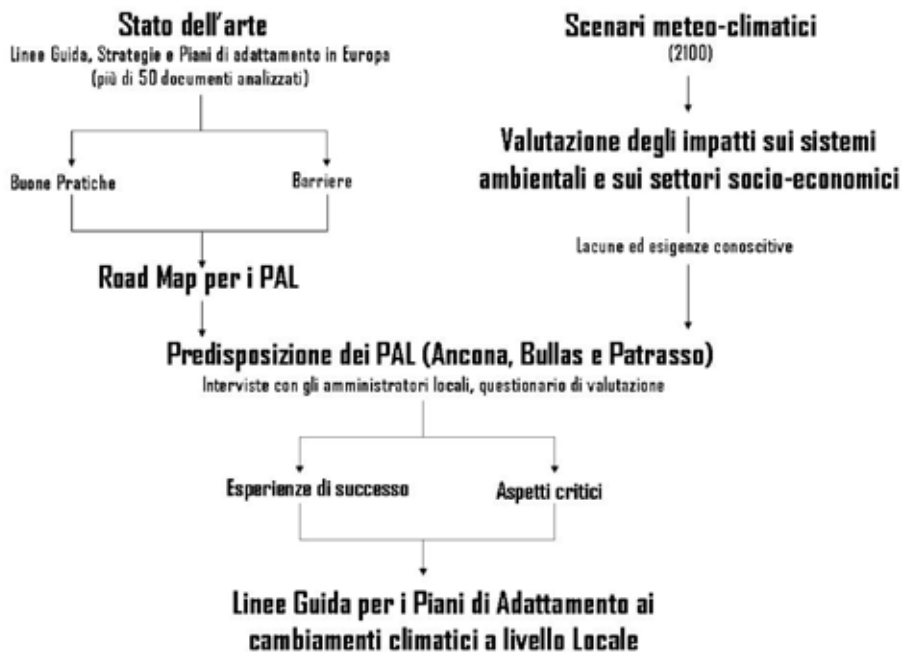 Stato dell'arte
Linee Guida, Strategie e Piani di adattamento in Europa
(più di 50 documenti analizzati)
Buone Pratiche
Barriere
Road Map per i PAL
Scenari meteo-climatici
(2100)
Valutazione degli impatti sui sistemi
ambientali e sui settori socio-economici
Lacune ed esigenze conoscitive
Predisposizione dei PAL (Ancona, Bullas e Patrasso)
Interviste con gli amministratori locali, questionario di valutazione
Esperienze di successo
Aspetti critici
Linee Guida per i Piani di Adattamento ai
cambiamenti climatici a livello Locale